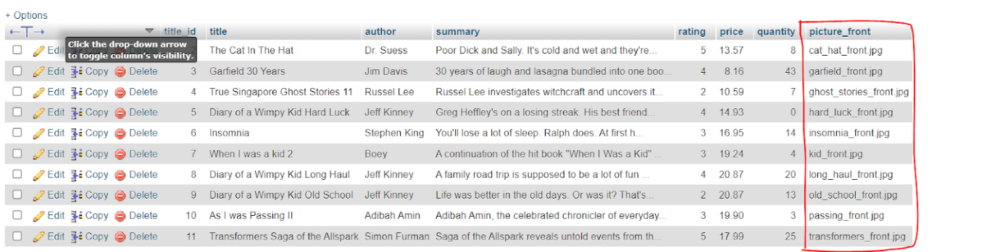 + Options
←T→ title_id title author summary rating price quantity picture_front
Click the drop-down arrow
to toggle column's visibility.
Edit Copy Delete 2 The Cat In The Hat Dr. Suess Poor Dick and Sally. It's cold and wet and they're... 5 13.57 8 cat_hat_front.jpg
Edit Copy Delete 3 Garfield 30 Years Jim Davis 30 years of laugh and lasagna bundled into one boo... 4 8.16 43 garfield_front.jpg
Edit Copy Delete 4 True Singapore Ghost Stories 11 Russel Lee Russel Lee investigates witchcraft and uncovers it... 2 10.59 7 ghost_stories_front.jpg
Edit Copy Delete 5 Diary of a Wimpy Kid Hard Luck Jeff Kinney Greg Heffley's on a losing streak. His best friend... 4 14.93 0 hard_luck_front.jpg
Edit Copy Delete 6 Insomnia Stephen King You'll lose a lot of sleep. Ralph does. At first h... 3 16.95 14 insomnia_front.jpg
Edit Copy Delete 7 When I was a kid 2 Boey A continuation of the hit book "When I Was a Kid" ... 3 19.24 4 kid_front.jpg
Edit Copy Delete 8 Diary of a Wimpy Kid Long Haul Jeff Kinney A family road trip is supposed to be a lot of fun ... 4 20.87 20 long_haul_front.jpg
Edit Copy Delete 9 Diary of a Wimpy Kid Old School Jeff Kinney Life was better in the old days. Or was it? That's... 2 20.87 13 old_school_front.jpg
Edit Copy Delete 10 As I was Passing II Adibah Amin Adibah Amin, the celebrated chronicler of everyday... 3 19.90 3 passing_front.jpg
Edit Copy Delete 11 Transformers Saga of the Allspark Simon Furman Saga of the Allspark reveals untold events from th... 5 17.99 25 transformers_front.jpg